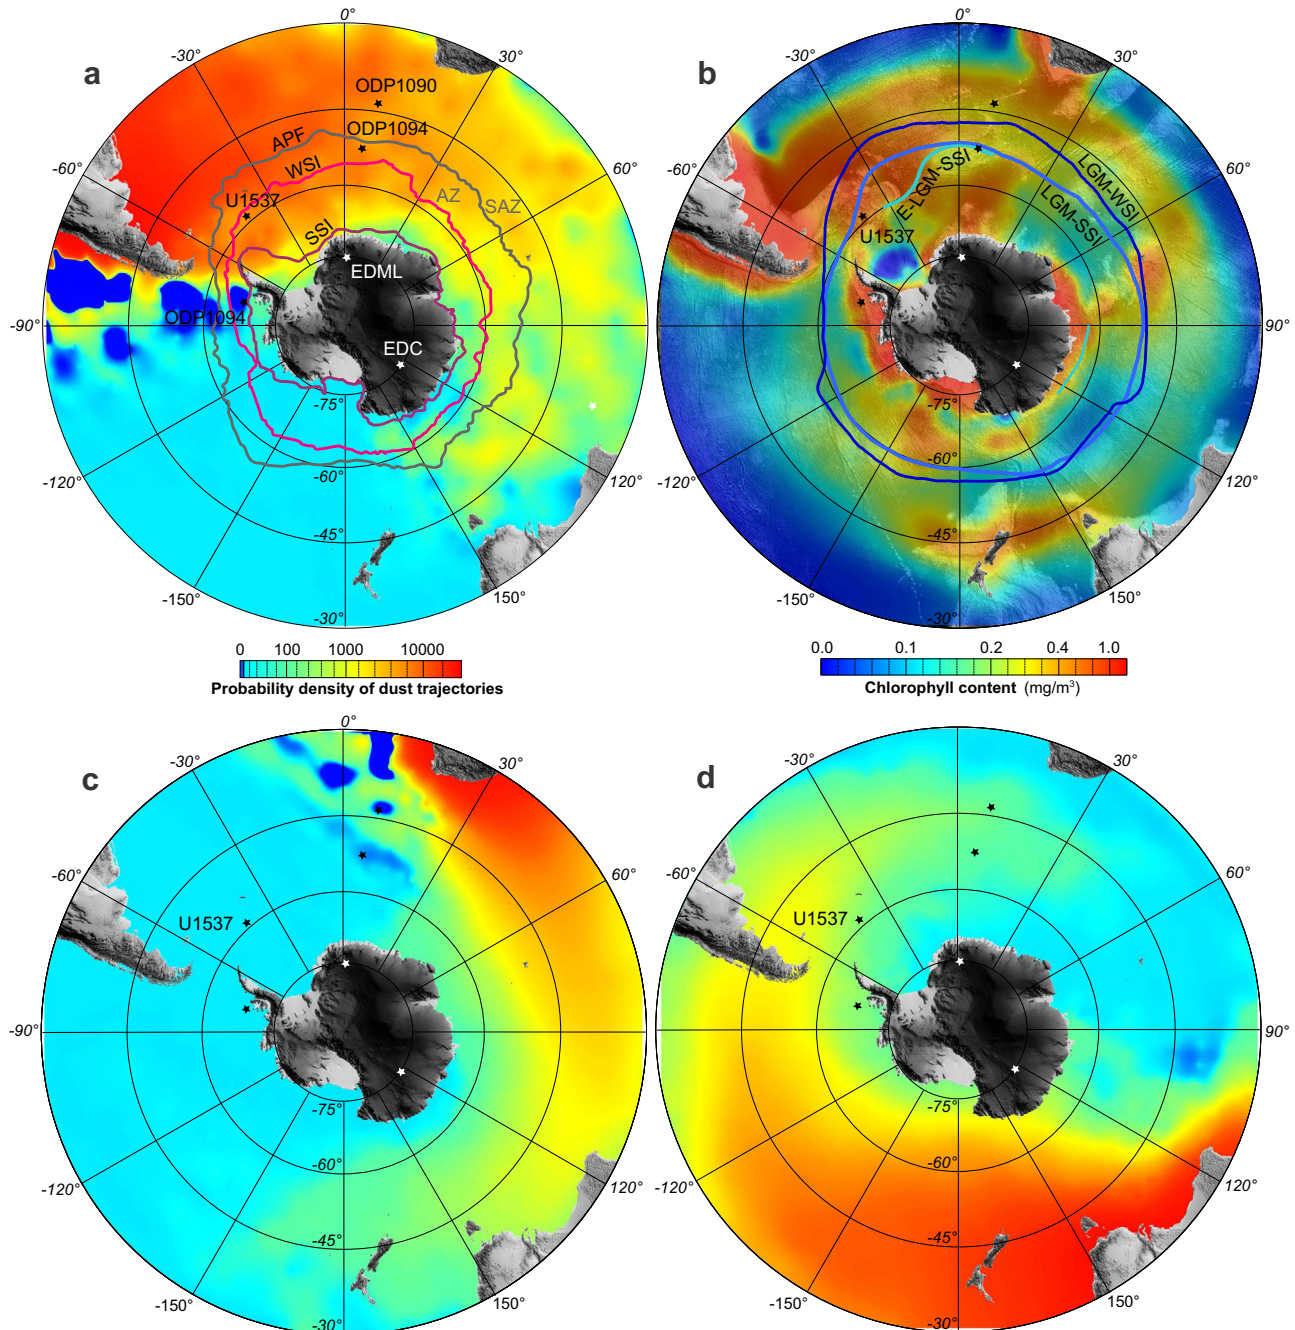 a
0°
-30°
30°
ODP1090
ODP1094
APF
WSI
-60°
60°
U1537
AZ
SAZ
SSI
EDML
ODP1094
-90°
EDC
-75°
-60°
-120°
120°
-45°
-150°
150°
-30°
0 100 1000 10000
Probability density of dust trajectories
b
0°
-30°
30°
-60°
60°
E-LGM-SSI
LGM-WSI
LGM-SSI
U1537
90°
-75°
-60°
-120°
120°
-45°
-150°
150°
-30°
0.0 0.1 0.2 0.4 1.0
Chlorophyll content (mg/m³)
c
0°
-30°
30°
-60°
60°
U1537
-90°
-75°
-60°
-120°
120°
-45°
-150°
150°
-30°
d
0°
-30°
30°
-60°
60°
U1537
90°
-75°
-60°
-120°
120°
-45°
-150°
150°
-30°